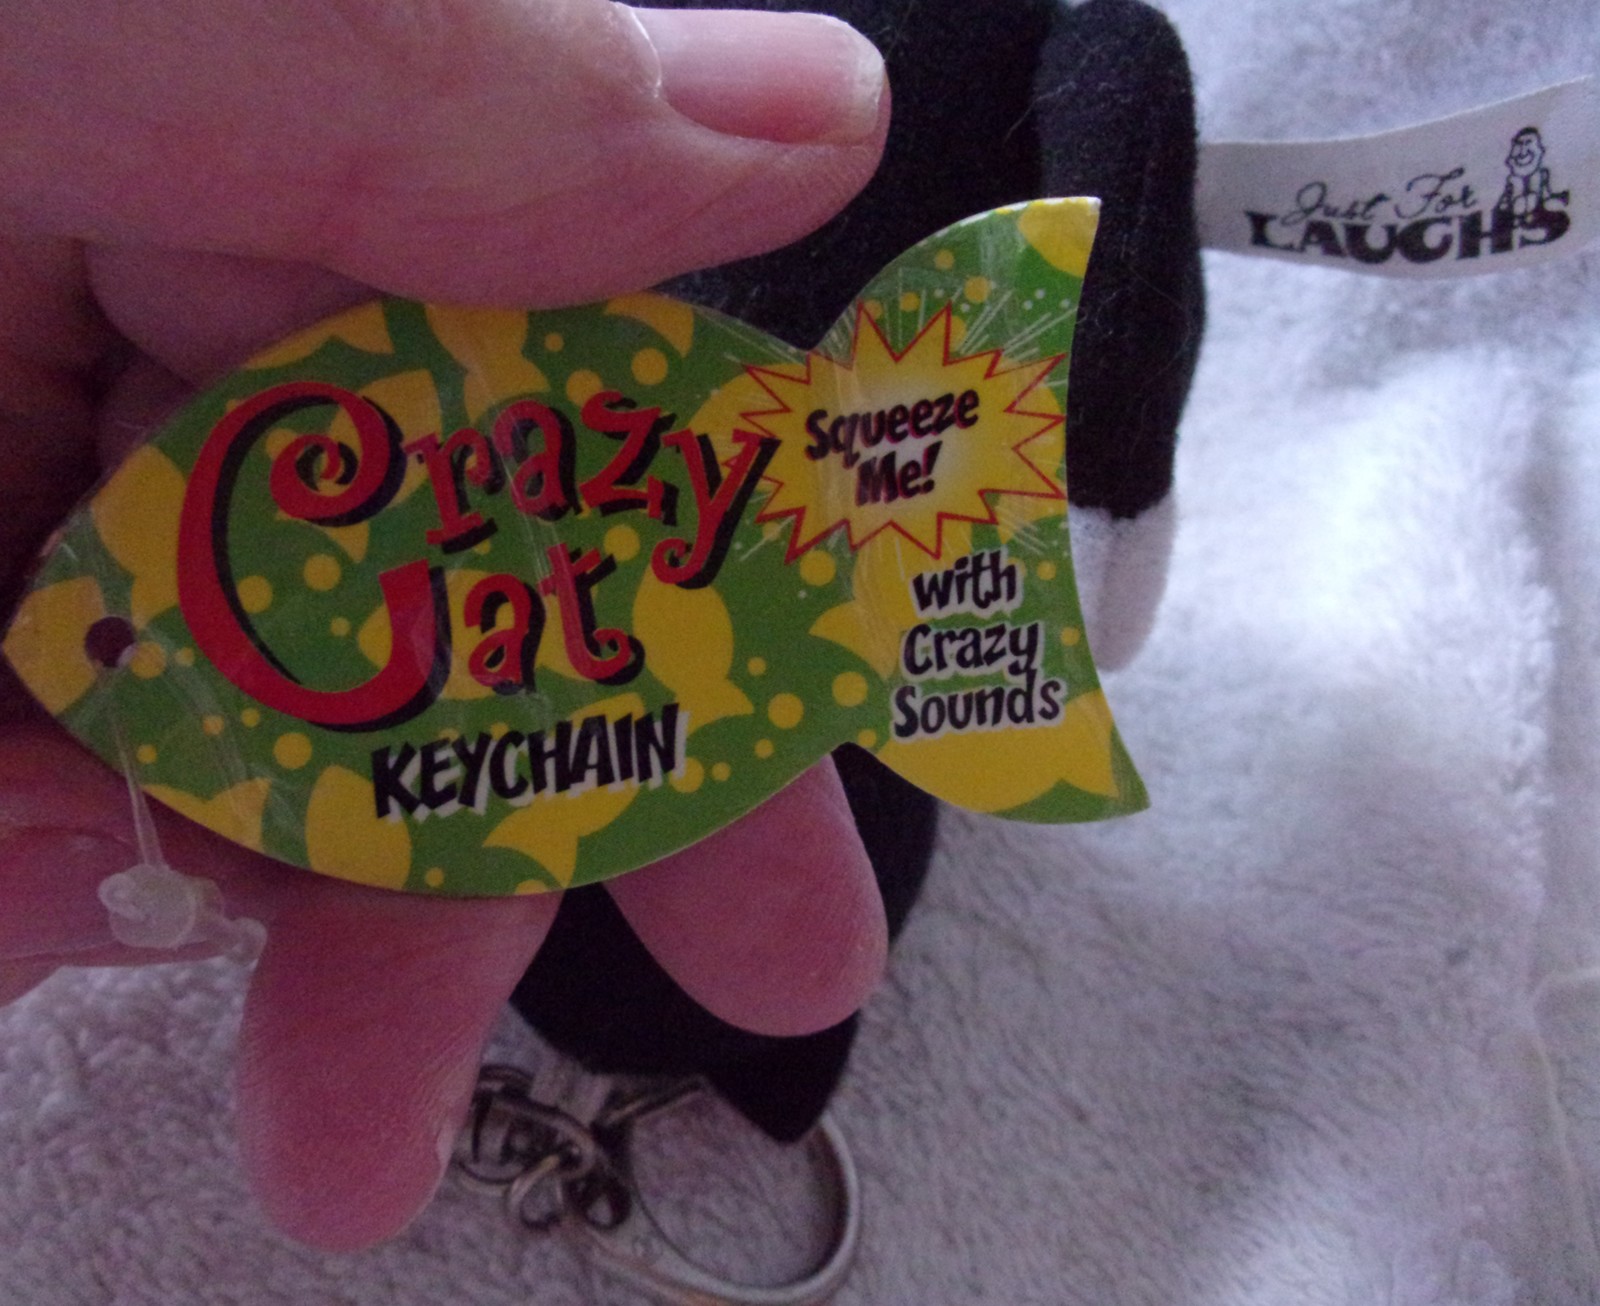 Crazy
Cat
KEYCHAIN
Squeeze
Me!
with
Crazy
Sounds
Just For
LAUGHS